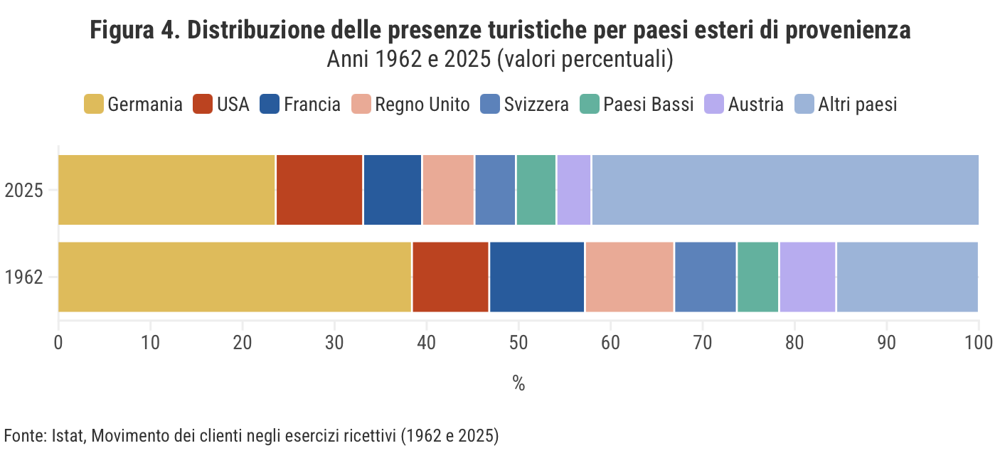 Figura 4. Distribuzione delle presenze turistiche per paesi esteri di provenienza
Anni 1962 e 2025 (valori percentuali)
Germania USA Francia Regno Unito Svizzera Paesi Bassi Austria Altri paesi
2025
1962
0 10 20 30 40 50 60 70 80 90 100
%
Fonte: Istat, Movimento dei clienti negli esercizi ricettivi (1962 e 2025)